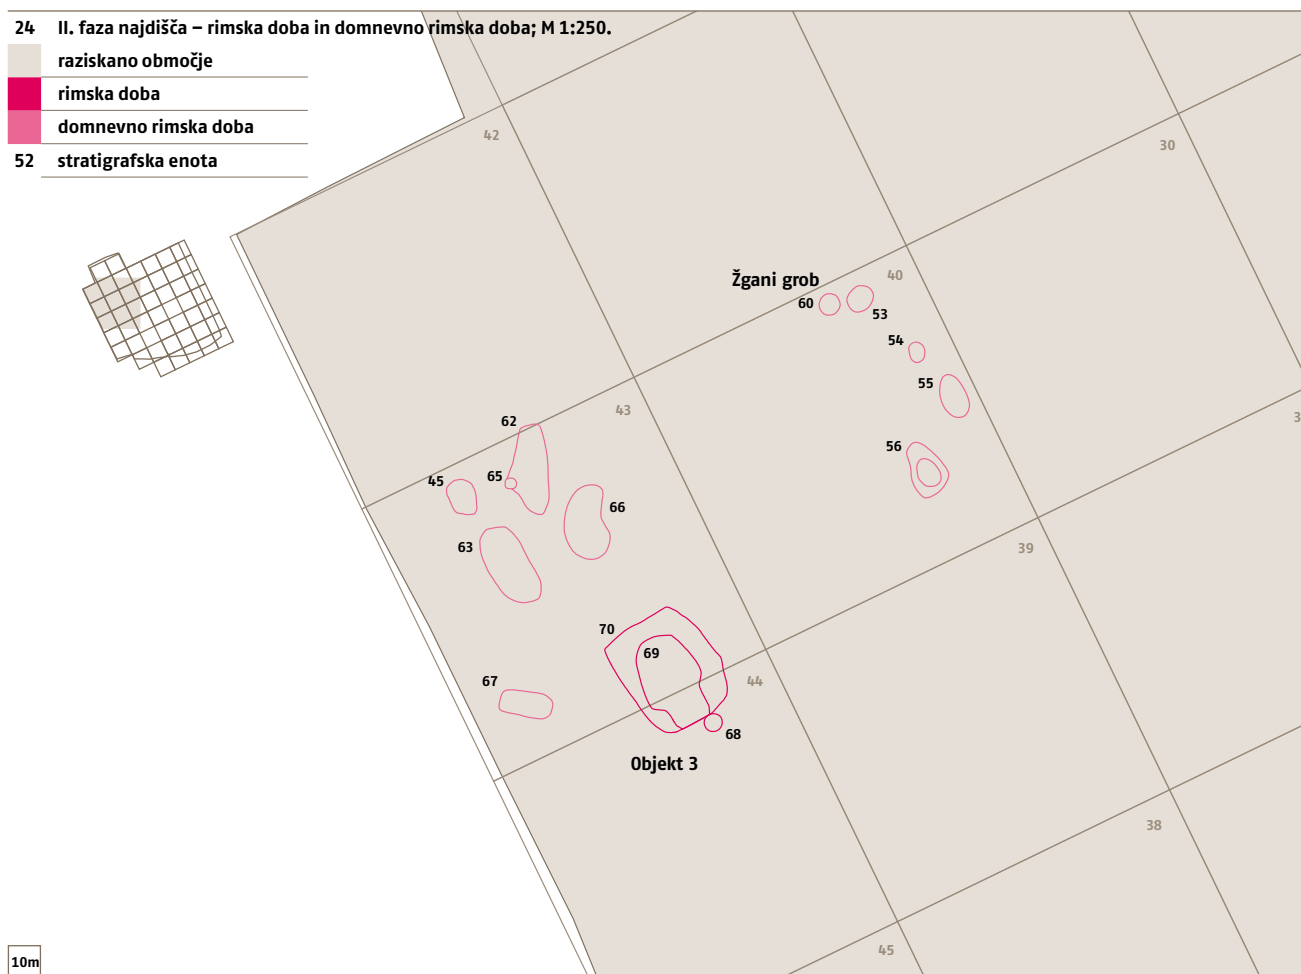 24 II. faza najdišča – rimska doba in domnevno rimska doba; M 1:250.
raziskano območje
rimska doba
domnevno rimska doba
52 stratigrafska enota
42
30
Žgani grob
40
60
53
54
55
3
43
62
56
45
65
66
63
39
70
69
67
44
68
Objekt 3
38
45
10m